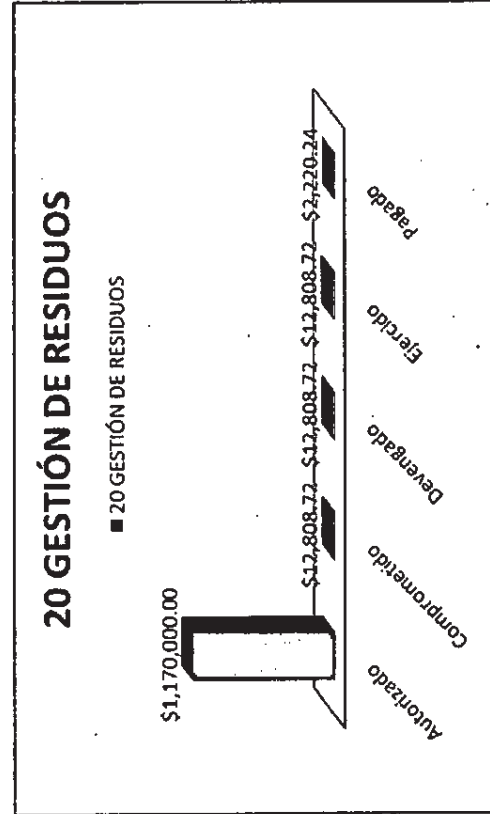 20 GESTIÓN DE RESIDUOS
■ 20 GESTIÓN DE RESIDUOS
$1,170,000.00
$12,808.72 $12,808.72 $12,808.72 $2,220.24
Autorizado Comprometido Devengado Ejercido Pagado